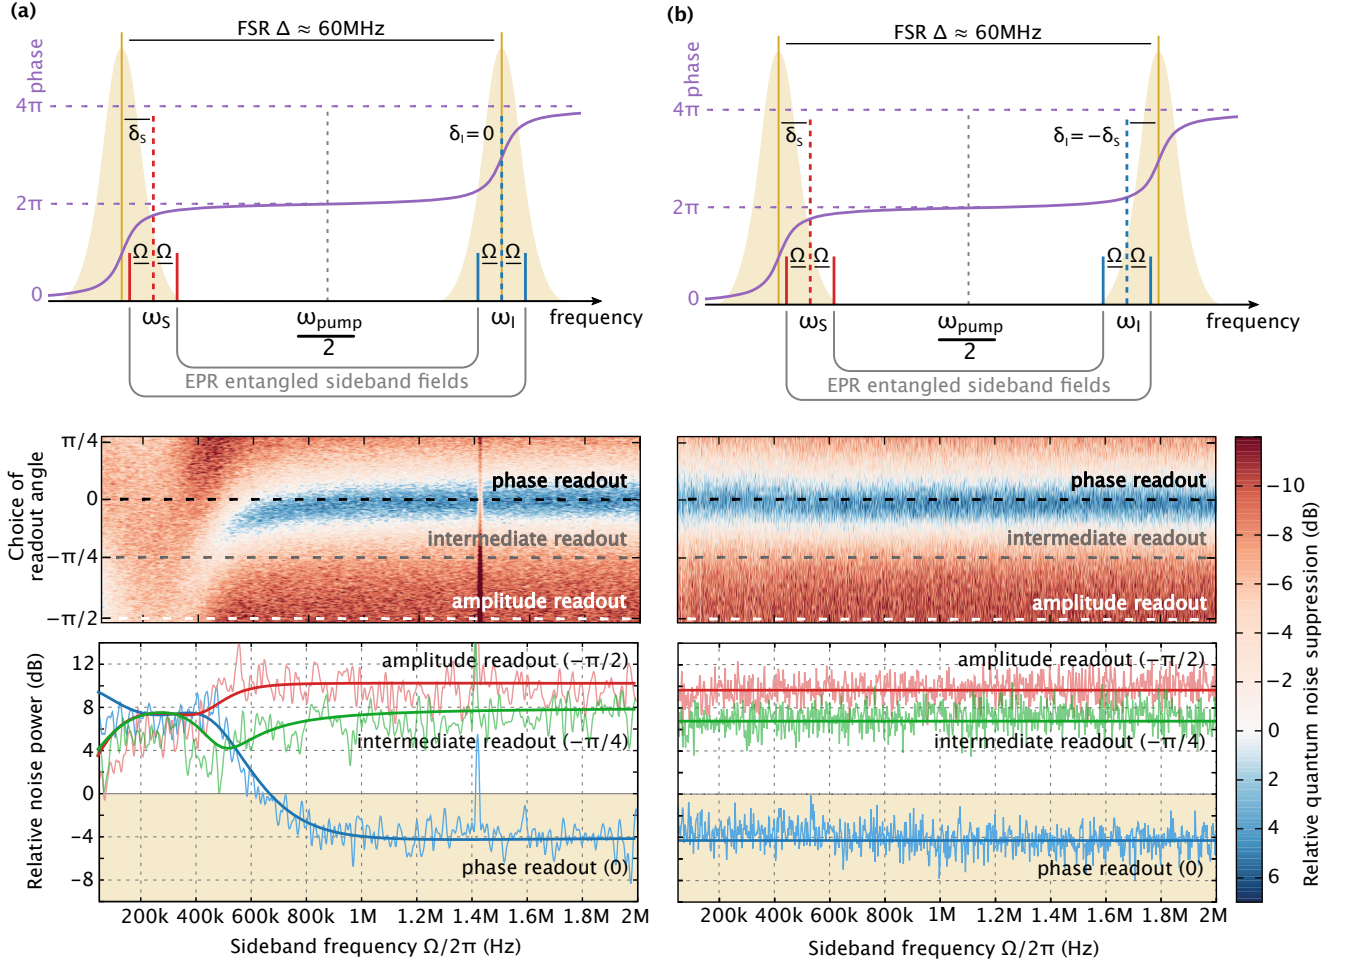 (a)
FSR Δ ≈ 60MHz
phase
4π
2π
0
δS
δI=0
Ω Ω
Ω Ω
ωS
ωpump
2
ωI
frequency
EPR entangled sideband fields
(b)
FSR Δ ≈ 60MHz
phase
4π
2π
0
δS
δI=−δS
Ω Ω
Ω Ω
ωS
ωpump
2
ωI
frequency
EPR entangled sideband fields
Choice of
readout angle
π/4
0
−π/4
−π/2
phase readout
intermediate readout
amplitude readout
phase readout
intermediate readout
amplitude readout
Relative noise power (dB)
12
8
4
0
−4
−8
amplitude readout (−π/2)
intermediate readout (−π/4)
phase readout (0)
200k 400k 600k 1M 1.2M 1.4M 1.8M 2M
Sideband frequency Ω/2π (Hz)
amplitude readout (−π/2)
intermediate readout (−π/4)
phase readout (0)
200k 400k 600k 1M 1.2M 1.4M 1.8M 2M
Sideband frequency Ω/2π (Hz)
−10
−8
−6
−4
−2
0
2
4
6
Relative quantum noise suppression (dB)